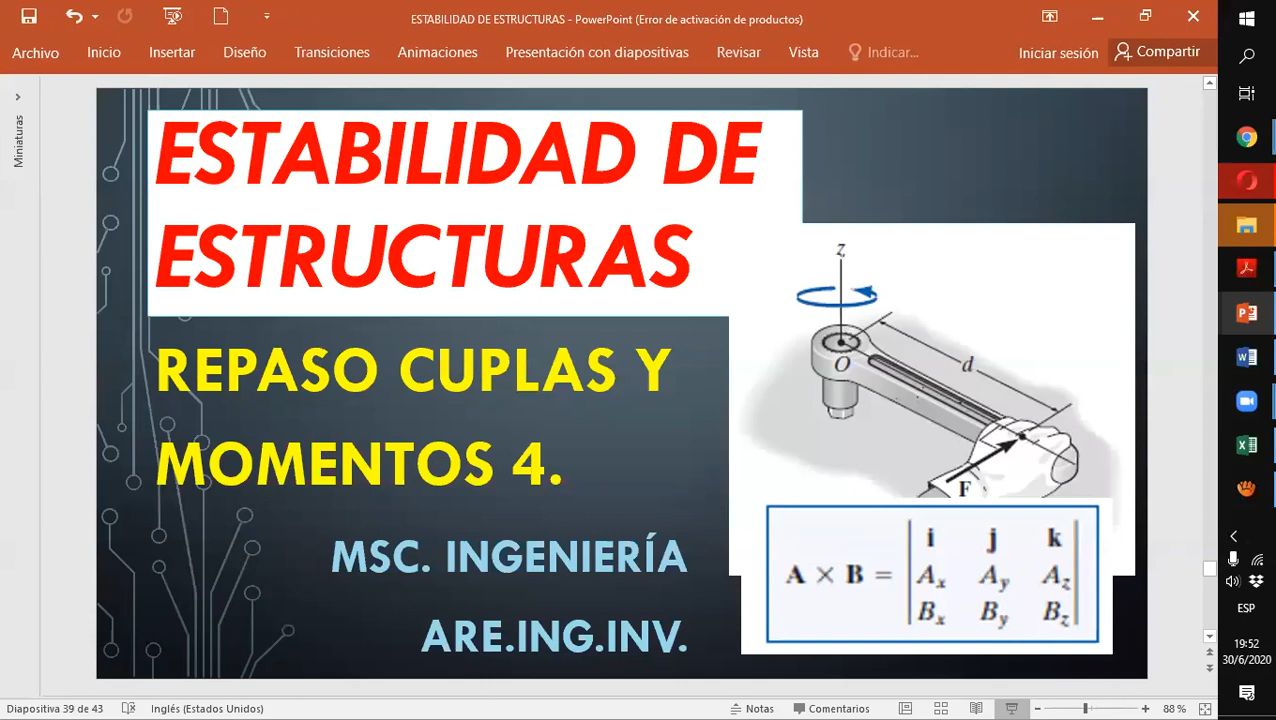 ESTABILIDAD DE ESTRUCTURAS - PowerPoint (Error de activación de productos)
Archivo Inicio Insertar Diseño Transiciones Animaciones Presentación con diapositivas Revisar Vista Indicar... Iniciar sesión Compartir
Miniaturas
ESTABILIDAD DE
ESTRUCTURAS
REPASO CUPLAS Y
MOMENTOS 4.
MSC. INGENIERÍA
ARE.ING.INV.
z
O
d
F
i j k
A × B = Ax Ay Az
Bx By Bz
ESP
19:52
30/6/2020
Diapositiva 39 de 43 Inglés (Estados Unidos) Notas Comentarios 88 %